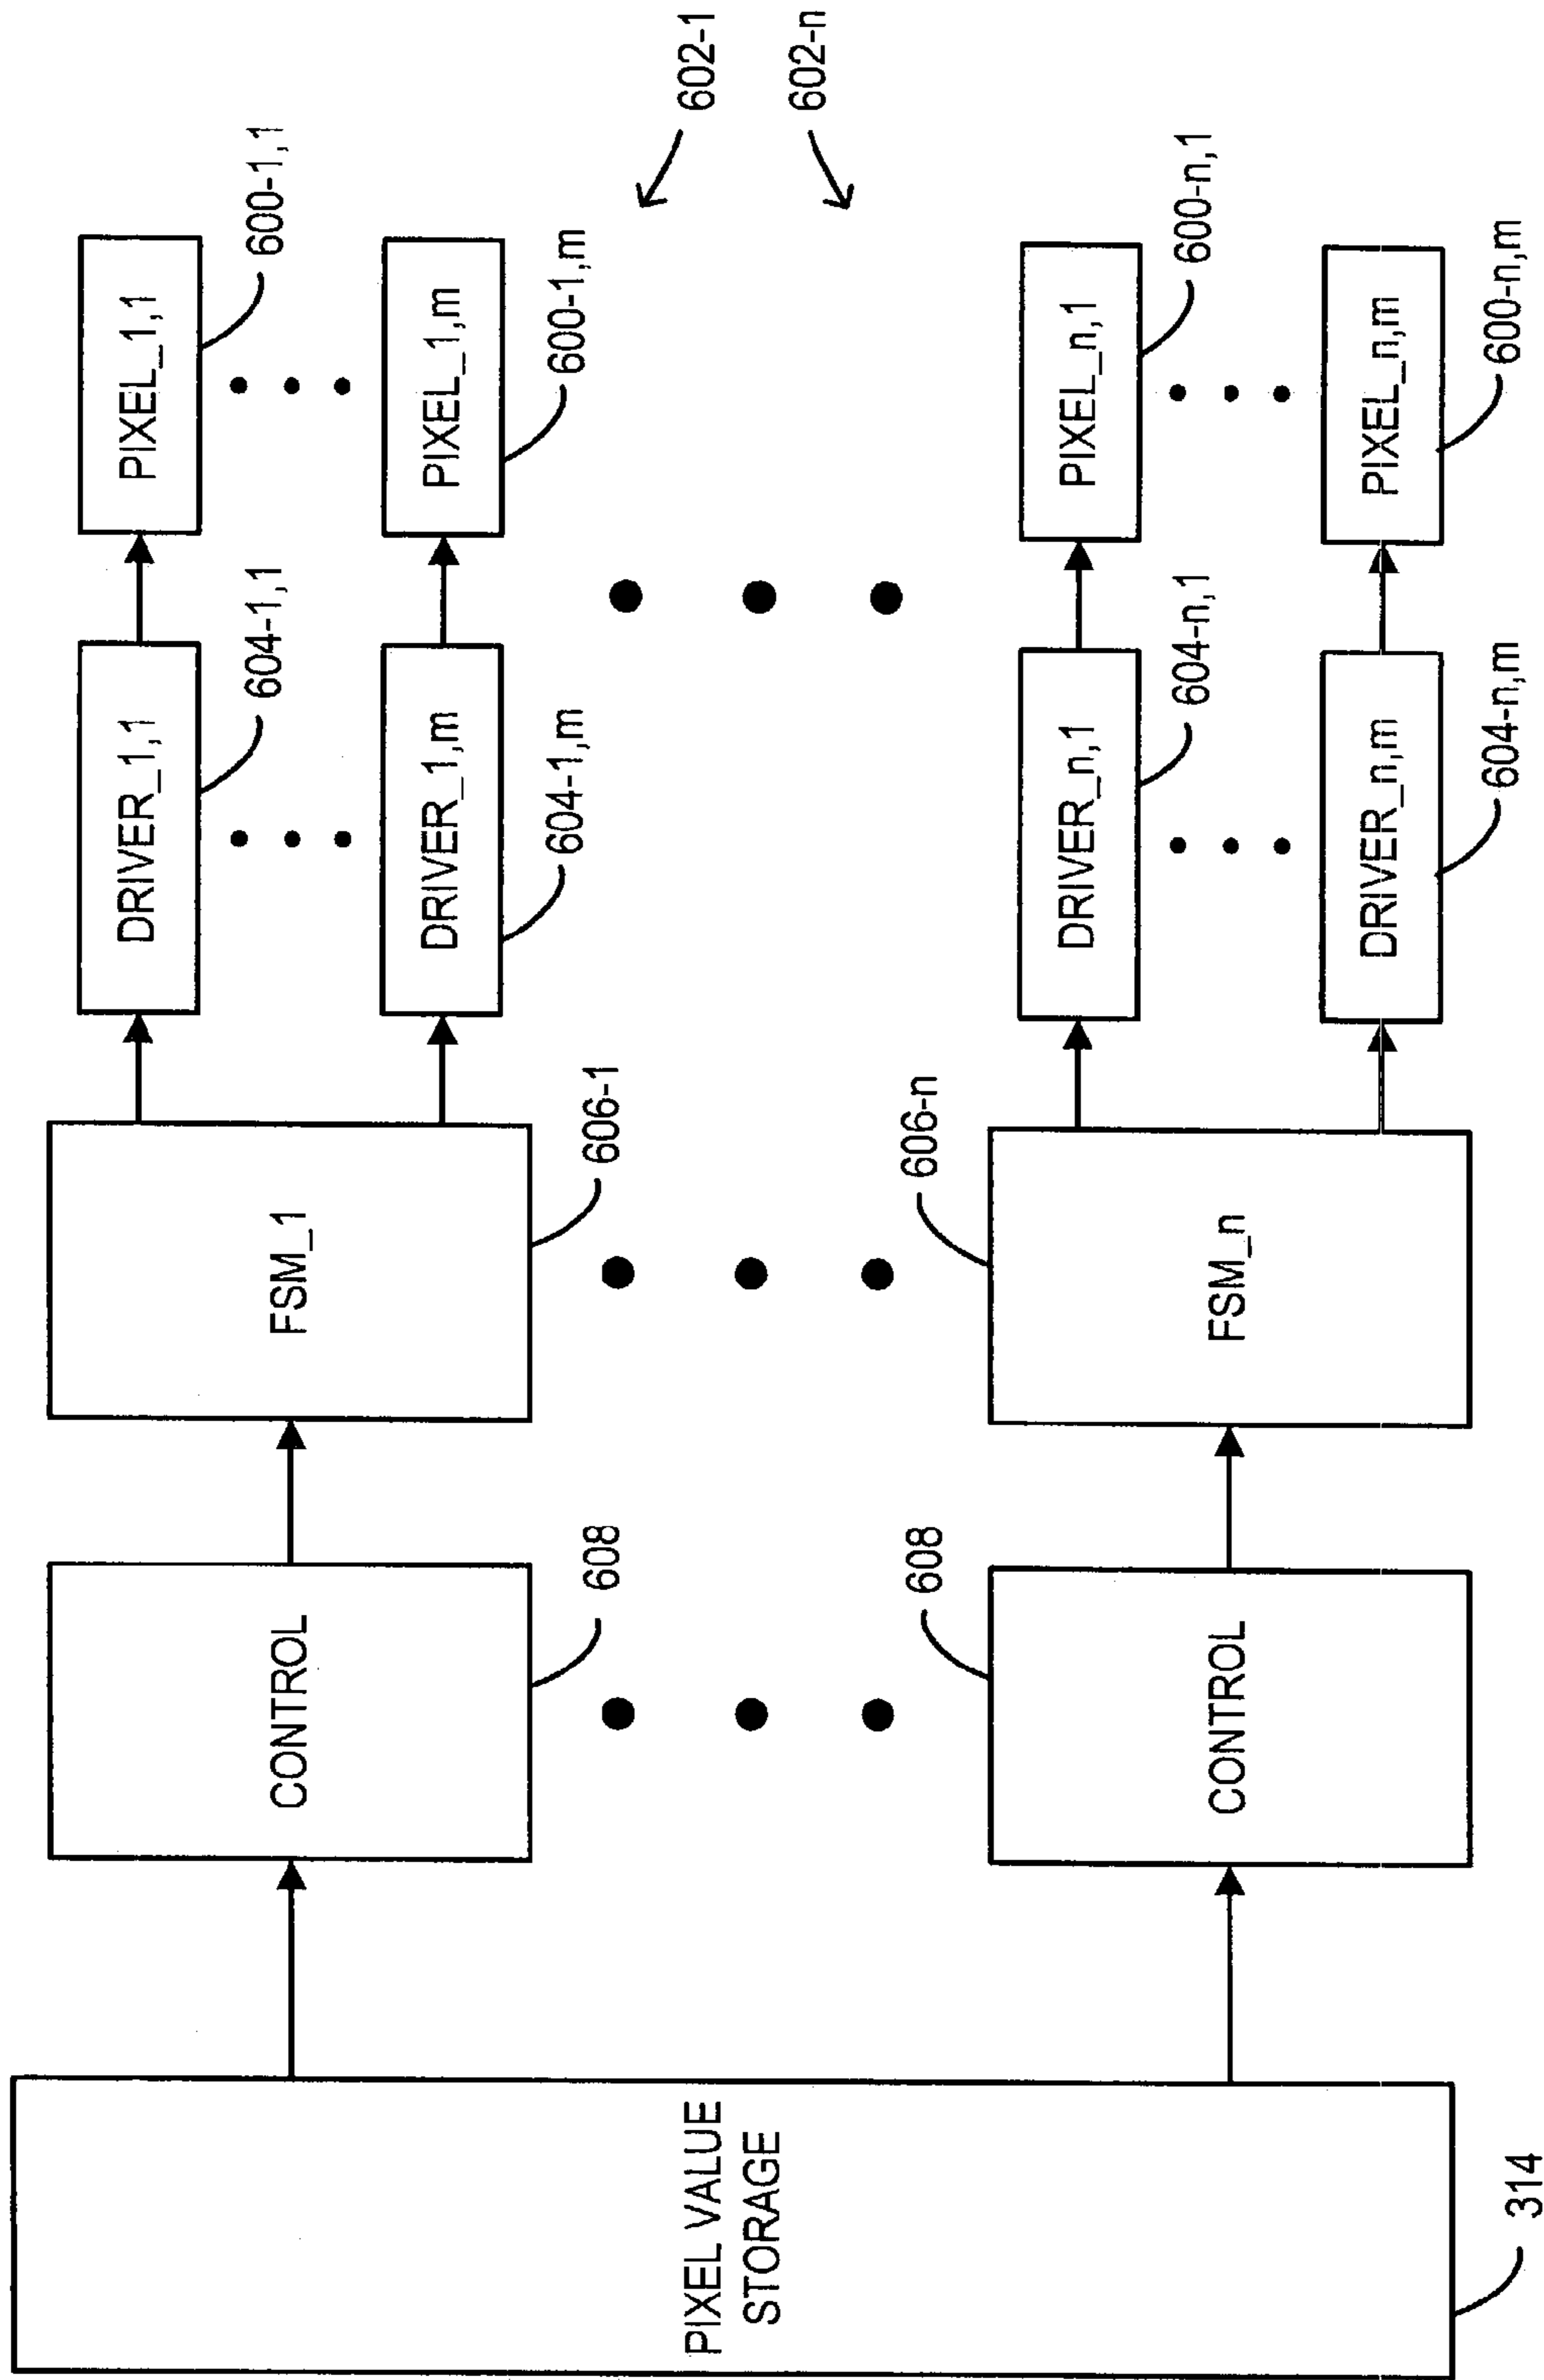 PIXEL VALUE
STORAGE
314
CONTROL
608
CONTROL
608
FSM_1
606-1
FSM_n
606-n
DRIVER_1,1
604-1,1
DRIVER_1,m
604-1,m
DRIVER_n,1
604-n,1
DRIVER_n,m
604-n,m
PIXEL_1,1
600-1,1
PIXEL_1,m
600-1,m
PIXEL_n,1
600-n,1
PIXEL_n,m
600-n,m
602-1
602-n